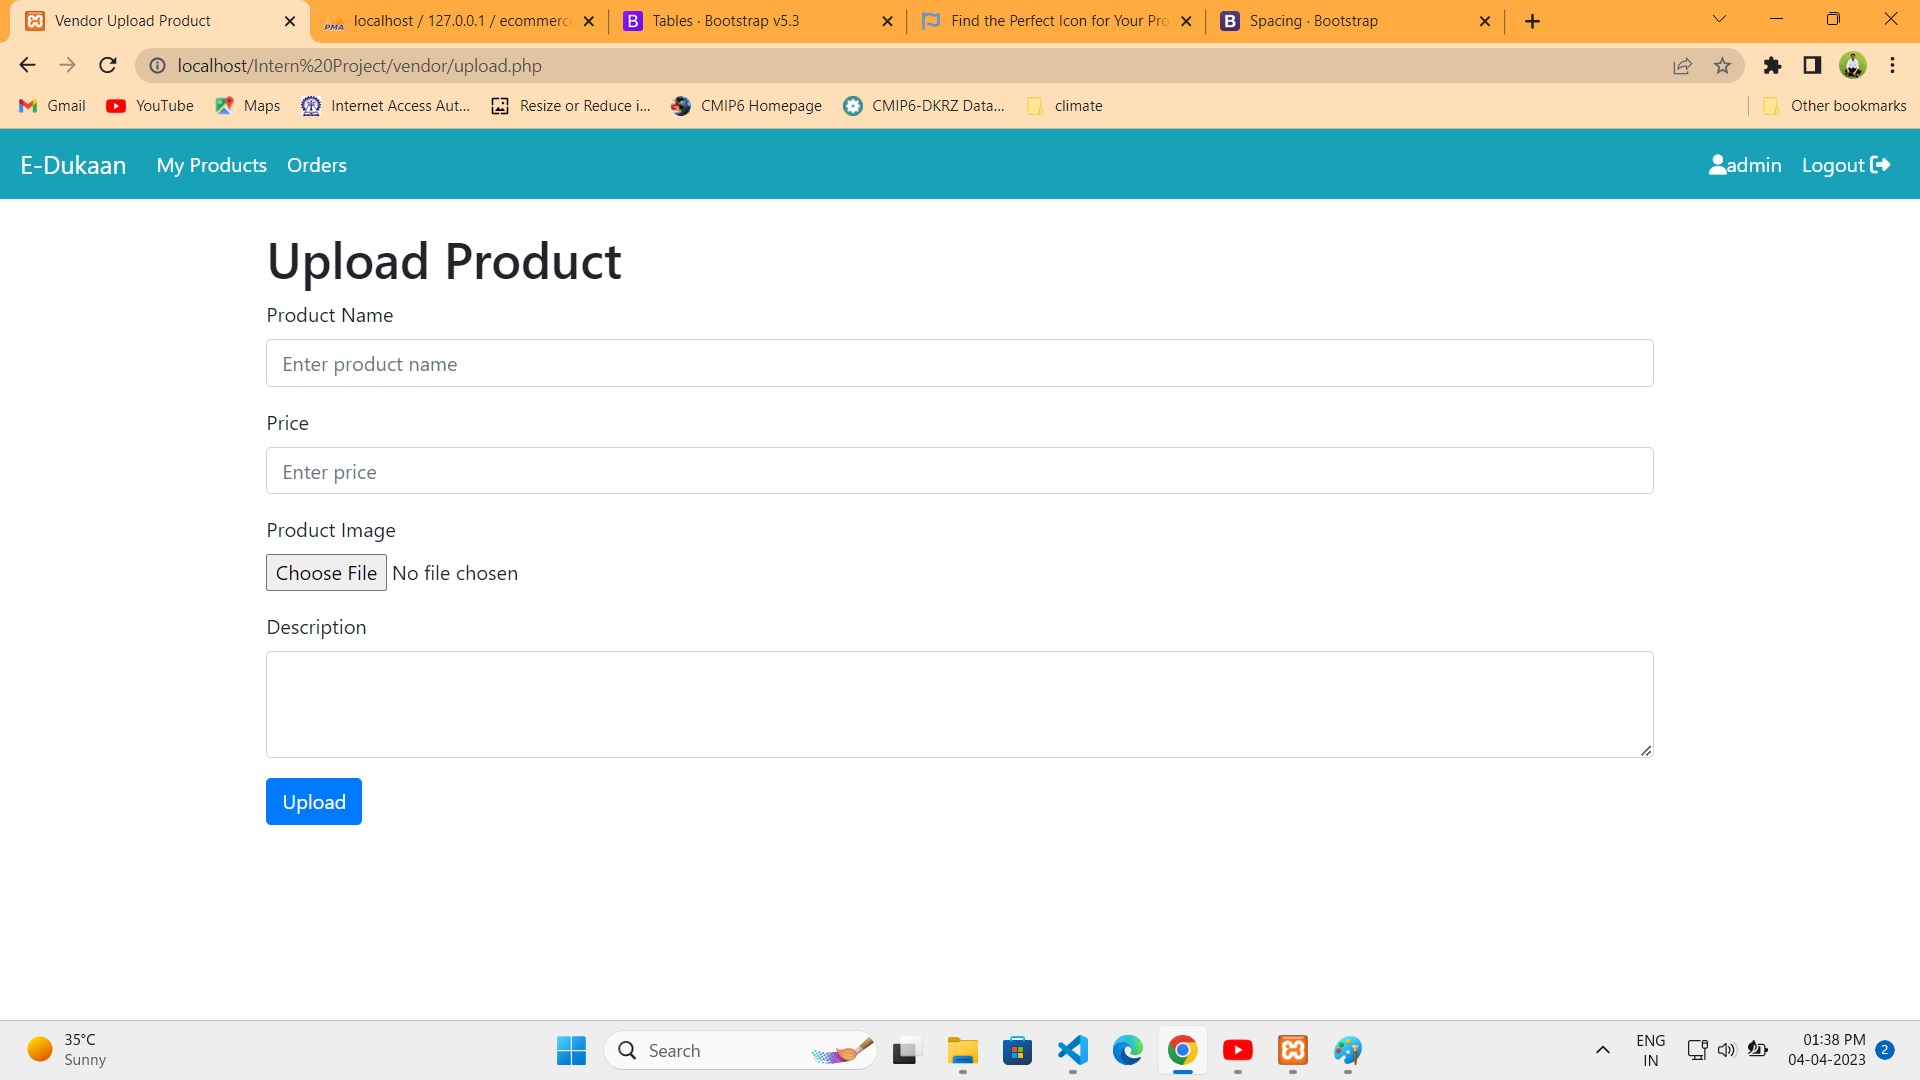 Vendor Upload Product
localhost / 127.0.0.1 / ecommerc
Tables · Bootstrap v5.3
Find the Perfect Icon for Your Pro
Spacing · Bootstrap
localhost/Intern%20Project/vendor/upload.php
Gmail
YouTube
Maps
Internet Access Aut...
Resize or Reduce i...
CMIP6 Homepage
CMIP6-DKRZ Data...
climate
Other bookmarks
E-Dukaan
My Products
Orders
admin
Logout
Upload Product
Product Name
Enter product name
Price
Enter price
Product Image
Choose File No file chosen
Description
Upload
35°C
Sunny
Search
ENG
IN
01:38 PM
04-04-2023
2